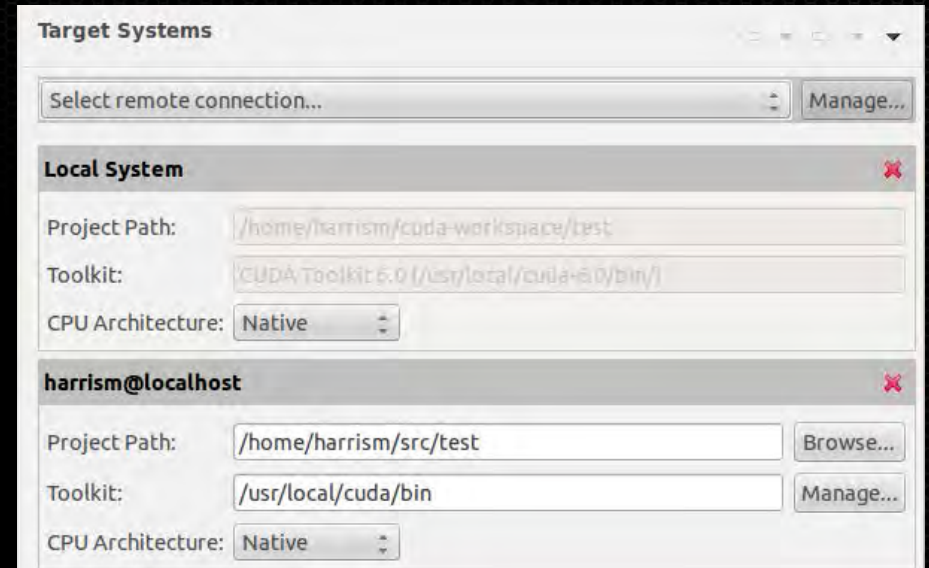 Target Systems
Select remote connection... Manage...
Local System
Project Path: /home/harrism/cuda-workspace/test
Toolkit: CUDA Toolkit 6.0 (/usr/local/cuda-6.0/bin/)
CPU Architecture: Native
harrism@localhost
Project Path: /home/harrism/src/test Browse...
Toolkit: /usr/local/cuda/bin Manage...
CPU Architecture: Native